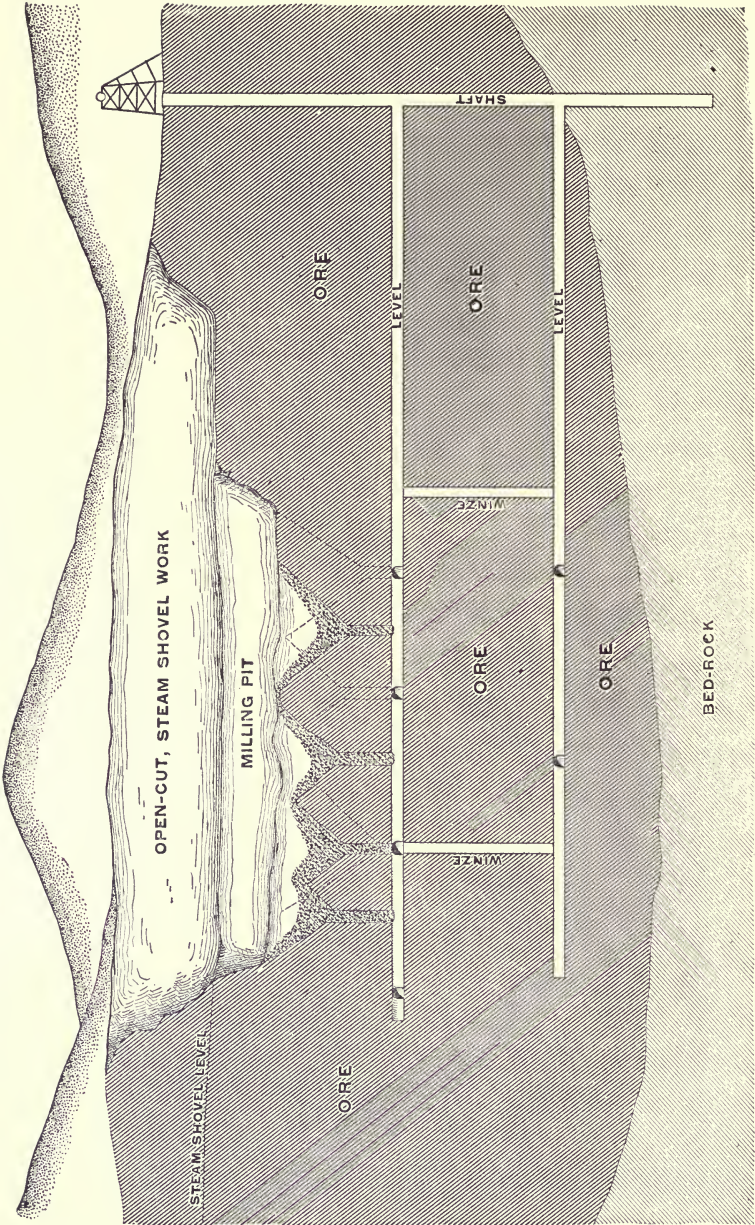 OPEN-CUT, STEAM SHOVEL WORK
MILLING PIT
STEAM SHOVEL LEVEL
ORE
ORE
LEVEL
SHAFT
ORE
ORE
WINZE
WINZE
LEVEL
ORE
BED-ROCK